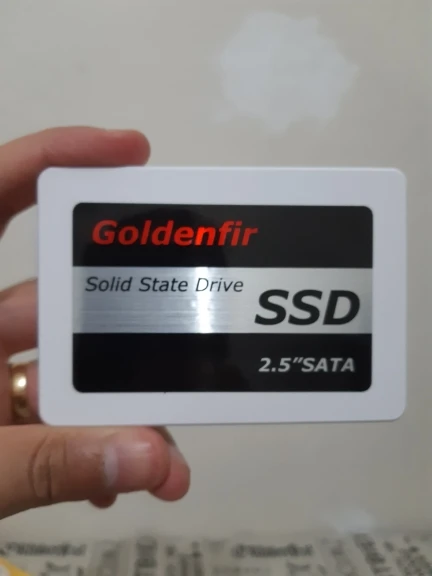 Goldenfir
Solid State Drive
SSD
2.5"SATA